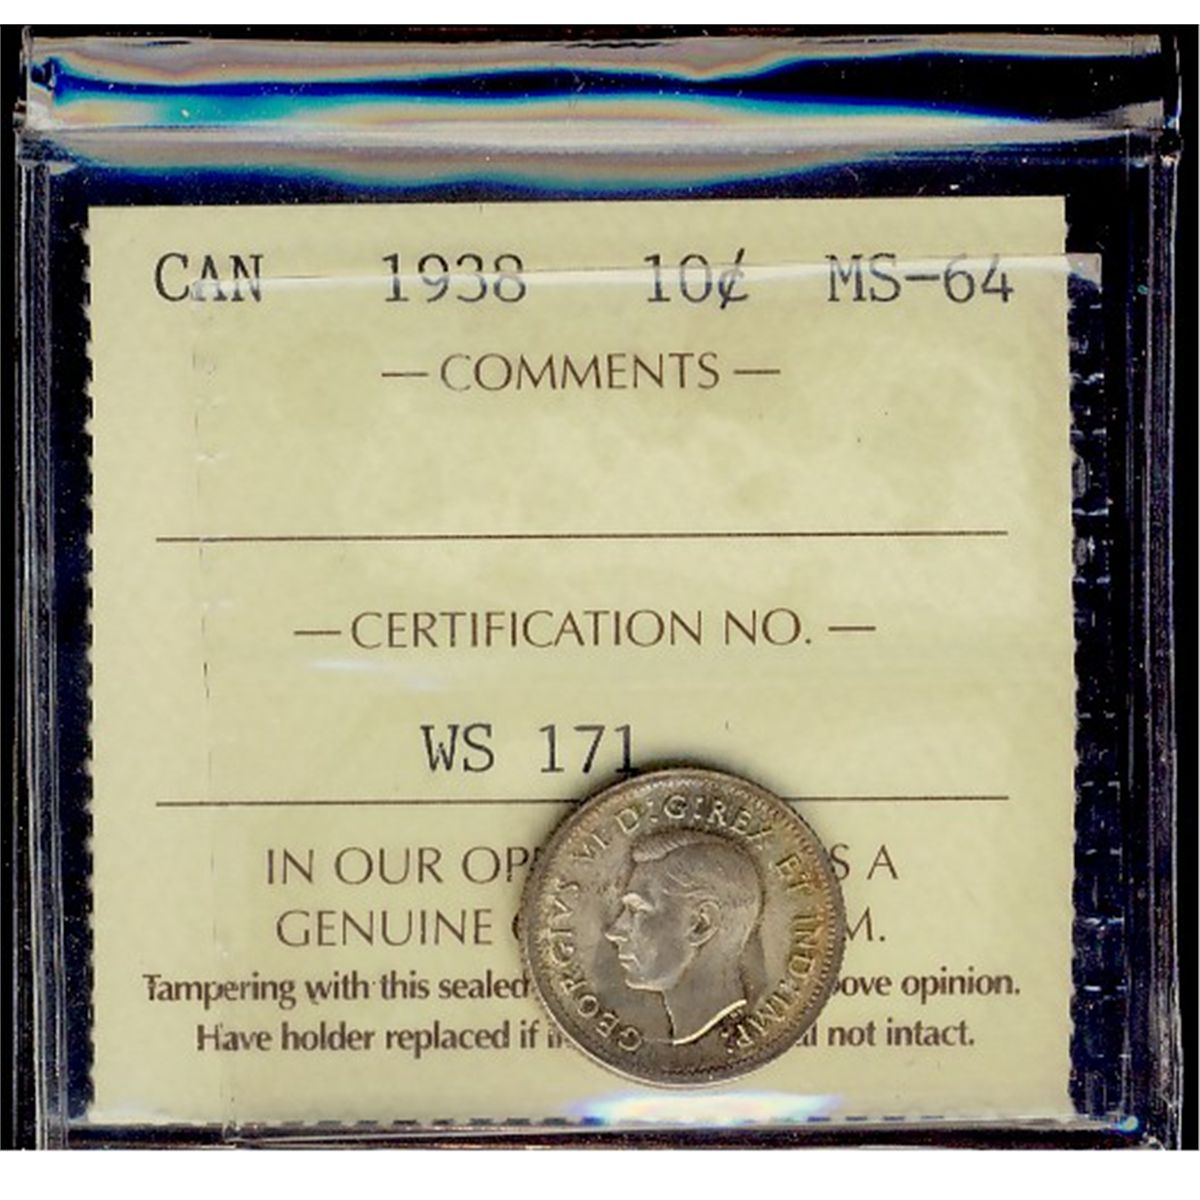 CAN 1938 10¢ MS-64
— COMMENTS —
— CERTIFICATION NO. —
WS 171
IN OUR OP S A
GENUINE M.
Tampering with this sealed ove opinion.
Have holder replaced if not intact.
GEORGIVS VI D:G:REX ET IND:IMP: